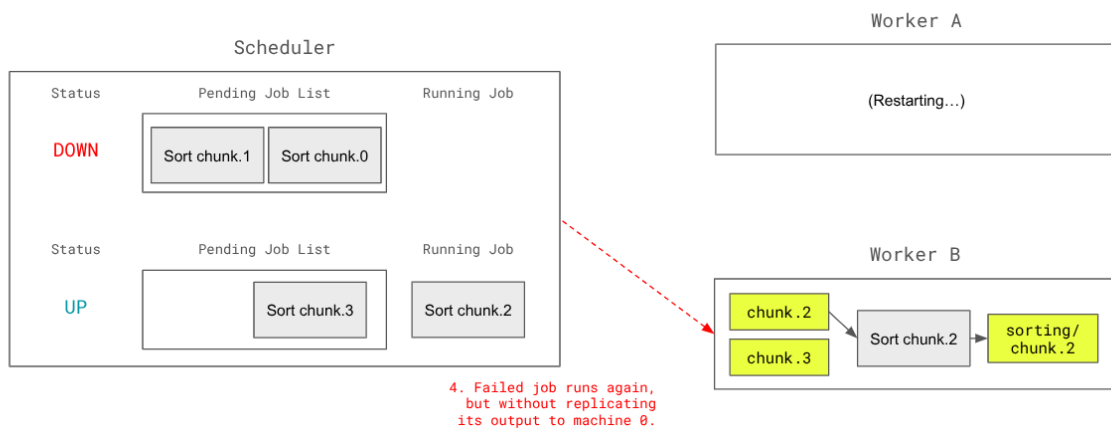 Scheduler
Status
Pending Job List
Running Job
DOWN
Sort chunk.1
Sort chunk.0
Status
Pending Job List
Running Job
UP
Sort chunk.3
Sort chunk.2
4. Failed job runs again,
but without replicating
its output to machine 0.
Worker A
(Restarting…)
Worker B
chunk.2
chunk.3
Sort chunk.2
sorting/
chunk.2